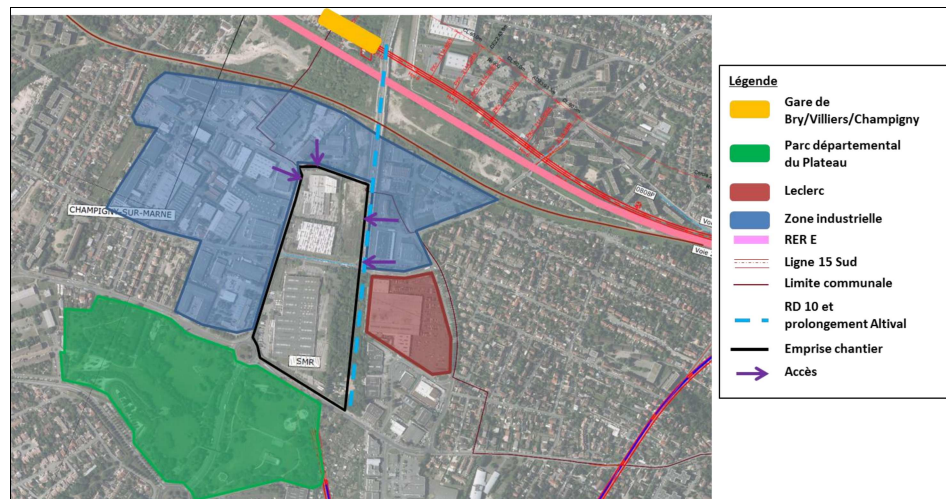 CHAMPIGNY-SUR-MARNE
SMR
D808P
Légende
Gare de
Bry/Villiers/Champigny
Parc départemental
du Plateau
Leclerc
Zone industrielle
RER E
Ligne 15 Sud
Limite communale
RD 10 et
prolongement Altival
Emprise chantier
Accès